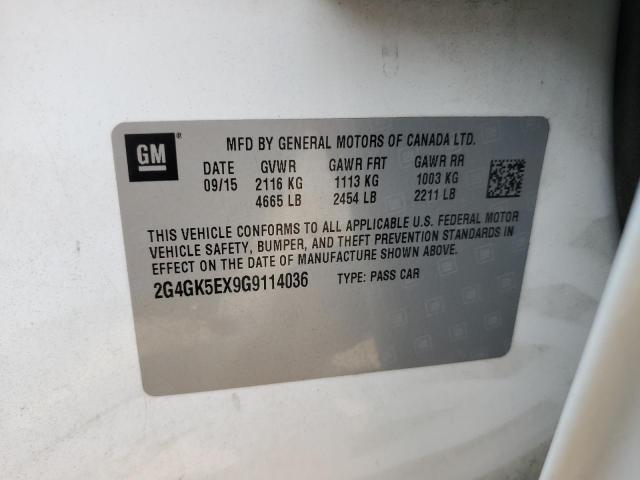 GM ®
MFD BY GENERAL MOTORS OF CANADA LTD.
DATE GVWR GAWR FRT GAWR RR
09/15 2116 KG 1113 KG 1003 KG
4665 LB 2454 LB 2211 LB
THIS VEHICLE CONFORMS TO ALL APPLICABLE U.S. FEDERAL MOTOR
VEHICLE SAFETY, BUMPER, AND THEFT PREVENTION STANDARDS IN
EFFECT ON THE DATE OF MANUFACTURE SHOWN ABOVE.
2G4GK5EX9G9114036 TYPE: PASS CAR